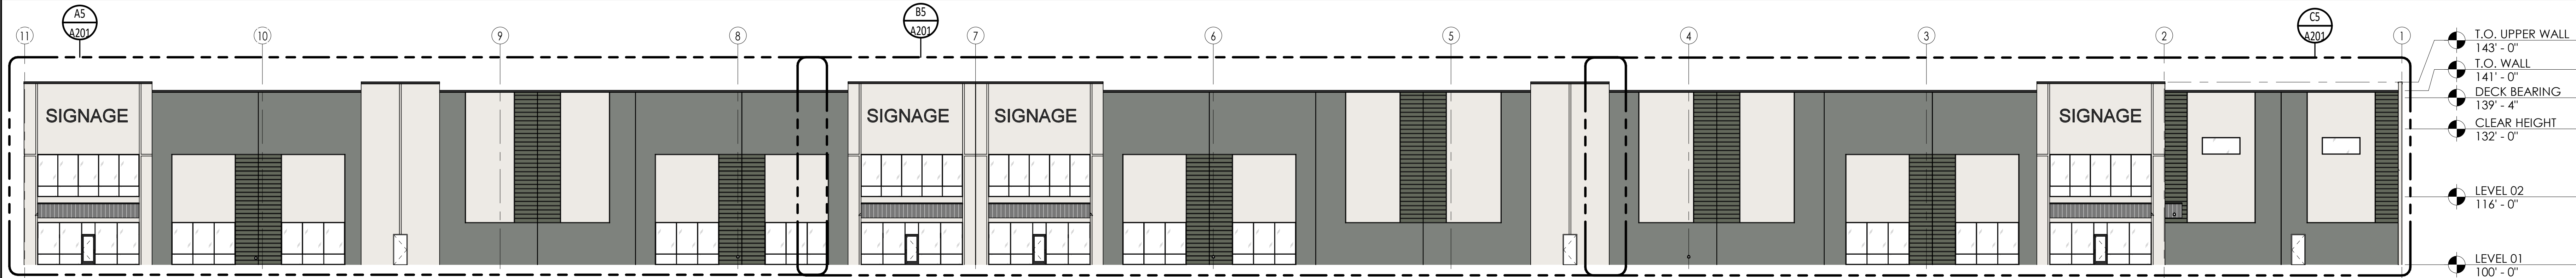 A5
A201
B5
A201
C5
A201
11
10
9
8
7
6
5
4
3
2
1
T.O. UPPER WALL
143' - 0"
T.O. WALL
141' - 0"
DECK BEARING
139' - 4"
CLEAR HEIGHT
132' - 0"
LEVEL 02
116' - 0"
LEVEL 01
100' - 0"
SIGNAGE
SIGNAGE
SIGNAGE
SIGNAGE